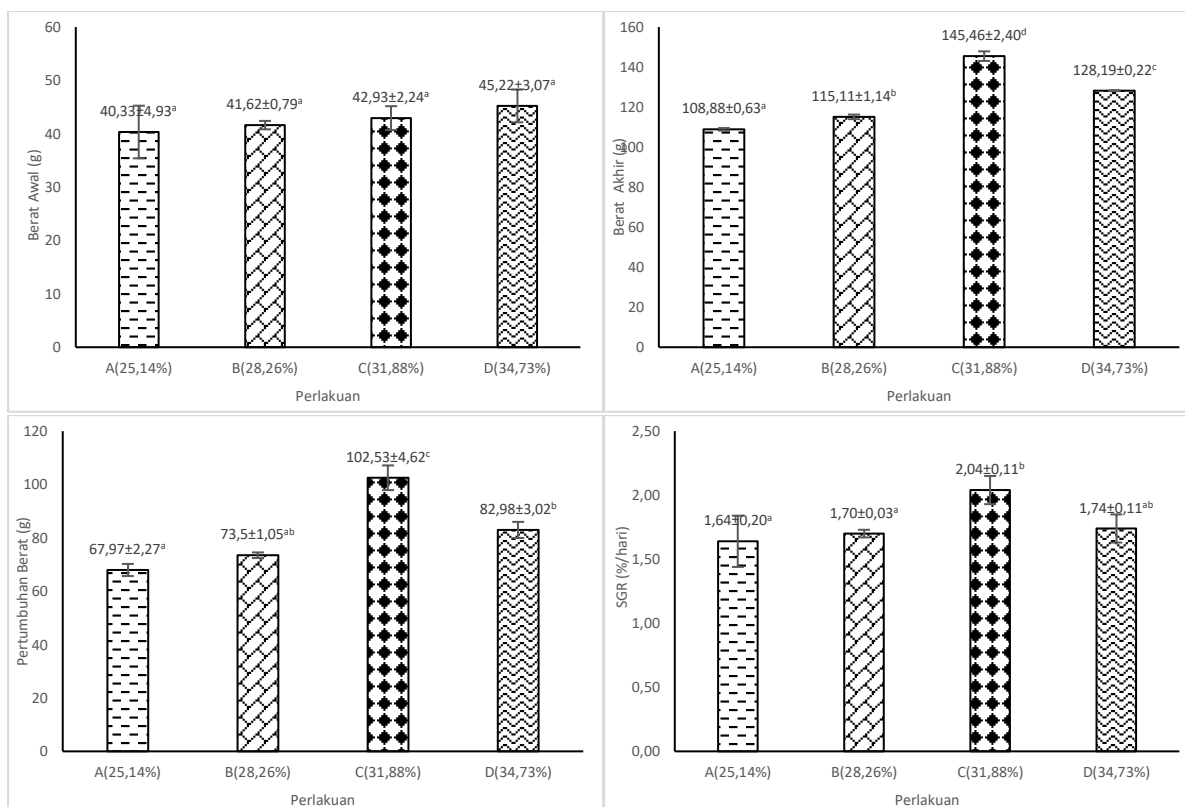 Berat Awal (g)
60
50
40
30
20
10
0
40,33±4,93ᵃ
41,62±0,79ᵃ
42,93±2,24ᵃ
45,22±3,07ᵃ
A(25,14%) B(28,26%) C(31,88%) D(34,73%)
Perlakuan
Berat Akhir (g)
160
140
120
100
80
60
40
20
0
108,88±0,63ᵃ
115,11±1,14ᵇ
145,46±2,40ᵈ
128,19±0,22ᶜ
A(25,14%) B(28,26%) C(31,88%) D(34,73%)
Perlakuan
Pertumbuhan Berat (g)
120
100
80
60
40
20
0
67,97±2,27ᵃ
73,5±1,05ᵃᵇ
102,53±4,62ᶜ
82,98±3,02ᵇ
A(25,14%) B(28,26%) C(31,88%) D(34,73%)
Perlakuan
SGR (%/hari)
2,50
2,00
1,50
1,00
0,50
0,00
1,64±0,20ᵃ
1,70±0,03ᵃ
2,04±0,11ᵇ
1,74±0,11ᵃᵇ
A(25,14%) B(28,26%) C(31,88%) D(34,73%)
Perlakuan